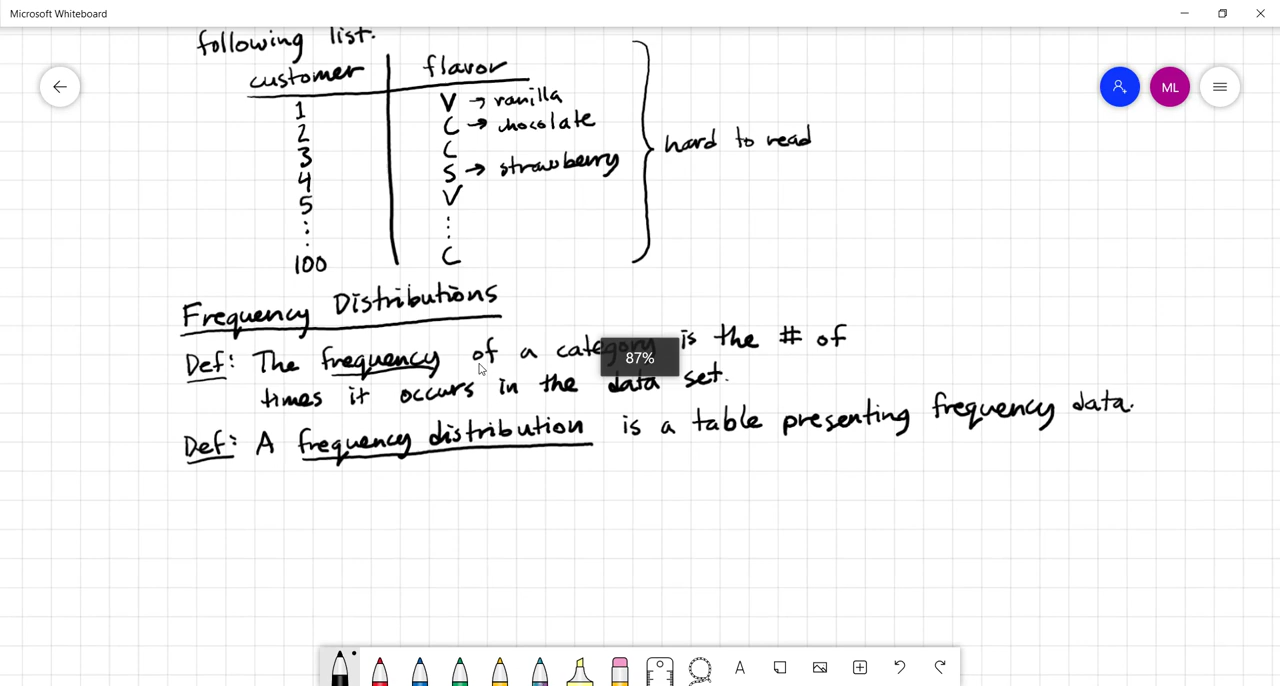 Microsoft Whiteboard
following list.
customer flavor
1 V → vanilla
2 C → chocolate
3 C
4 S → strawberry
5 V
⋮ ⋮
100 C
hard to read
ML
Frequency Distributions
Def: The frequency of a category is the # of
87%
times it occurs in the data set.
Def: A frequency distribution is a table presenting frequency data.
A